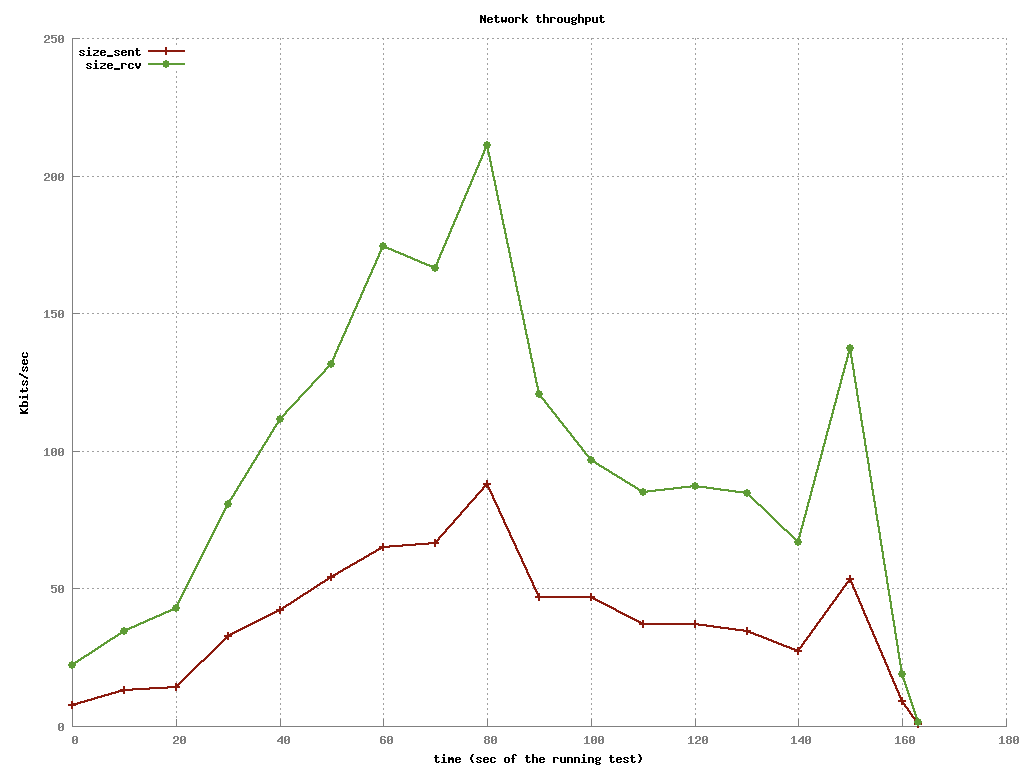 Network throughput
250
size_sent
size_rcv
200
150
Kbits/sec
100
50
0
0 20 40 60 80 100 120 140 160 180
time (sec of the running test)